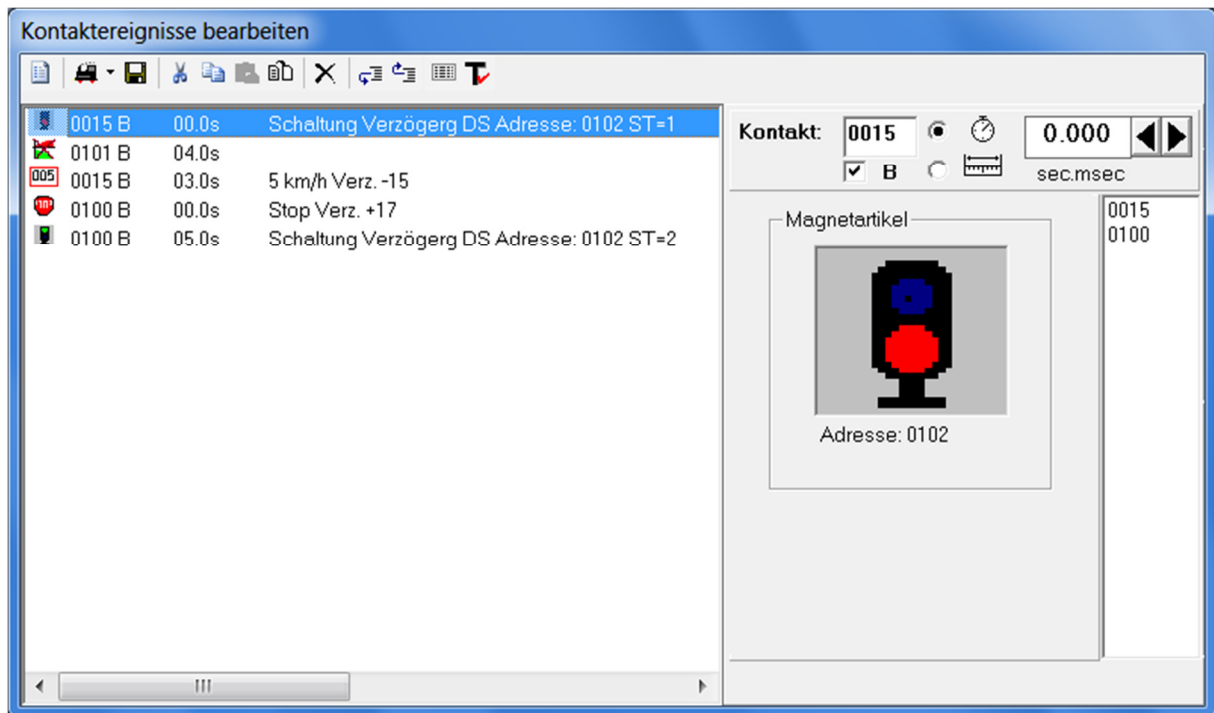 Kontaktereignisse bearbeiten
0015 B 00.0s Schaltung Verzögerg DS Adresse: 0102 ST=1
0101 B 04.0s
005 0015 B 03.0s 5 km/h Verz. -15
0100 B 00.0s Stop Verz. +17
0100 B 05.0s Schaltung Verzögerg DS Adresse: 0102 ST=2
Kontakt: 0015 0.000
B sec.msec
Magnetartikel
Adresse: 0102
0015
0100